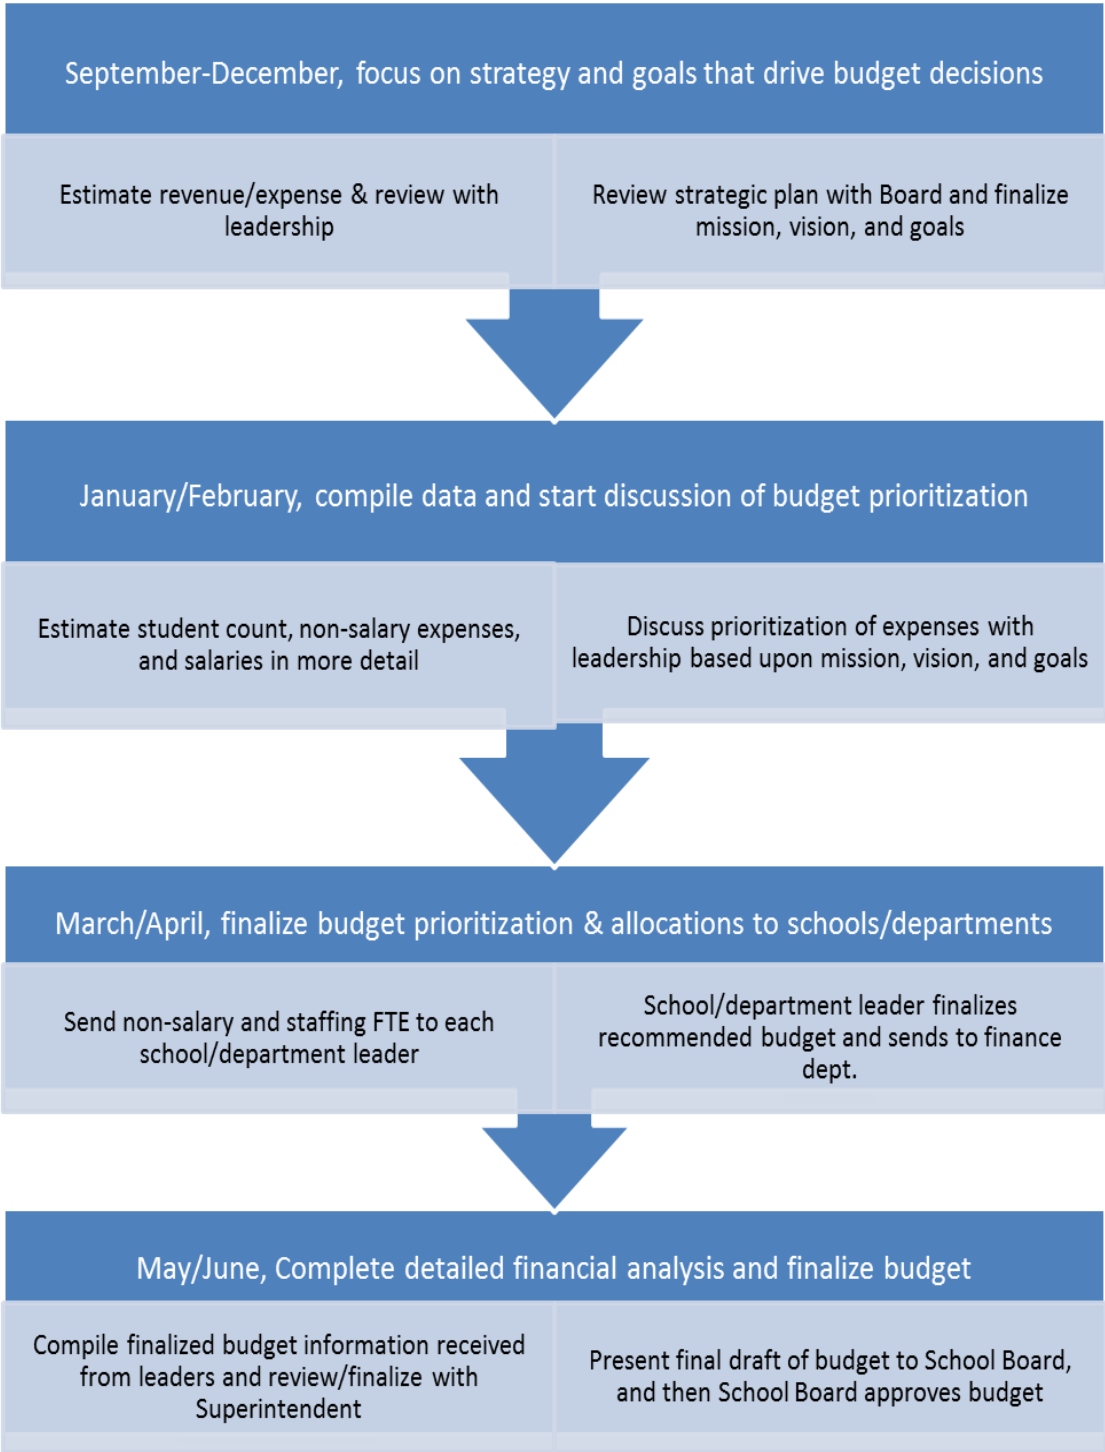 September-December, focus on strategy and goals that drive budget decisions
Estimate revenue/expense & review with
leadership
Review strategic plan with Board and finalize
mission, vision, and goals
January/February, compile data and start discussion of budget prioritization
Estimate student count, non-salary expenses,
and salaries in more detail
Discuss prioritization of expenses with
leadership based upon mission, vision, and goals
March/April, finalize budget prioritization & allocations to schools/departments
Send non-salary and staffing FTE to each
school/department leader
School/department leader finalizes
recommended budget and sends to finance
dept.
May/June, Complete detailed financial analysis and finalize budget
Compile finalized budget information received
from leaders and review/finalize with
Superintendent
Present final draft of budget to School Board,
and then School Board approves budget